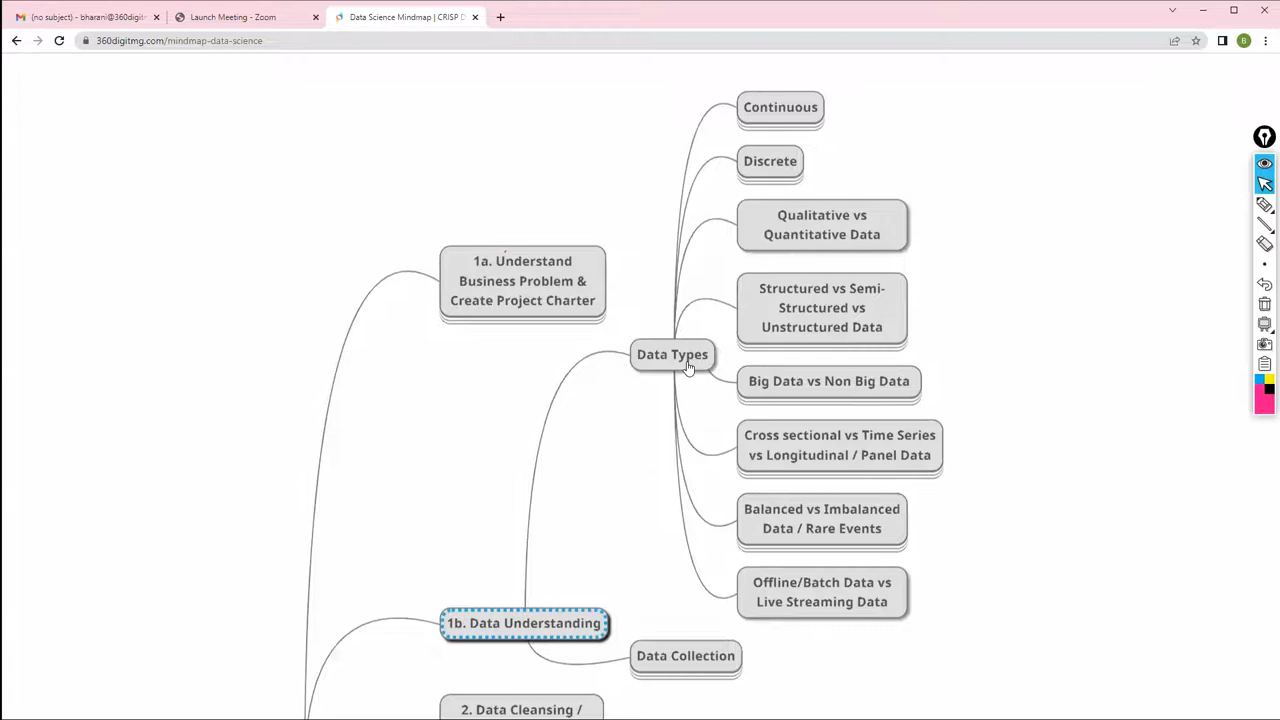 (no subject) - bharani@360digit
Launch Meeting - Zoom
Data Science Mindmap | CRISP D
360digitmg.com/mindmap-data-science
B
Continuous
Discrete
Qualitative vs
Quantitative Data
1a. Understand
Business Problem &
Create Project Charter
Structured vs Semi-
Structured vs
Unstructured Data
Data Types
Big Data vs Non Big Data
Cross sectional vs Time Series
vs Longitudinal / Panel Data
Balanced vs Imbalanced
Data / Rare Events
Offline/Batch Data vs
Live Streaming Data
1b. Data Understanding
Data Collection
2. Data Cleansing /